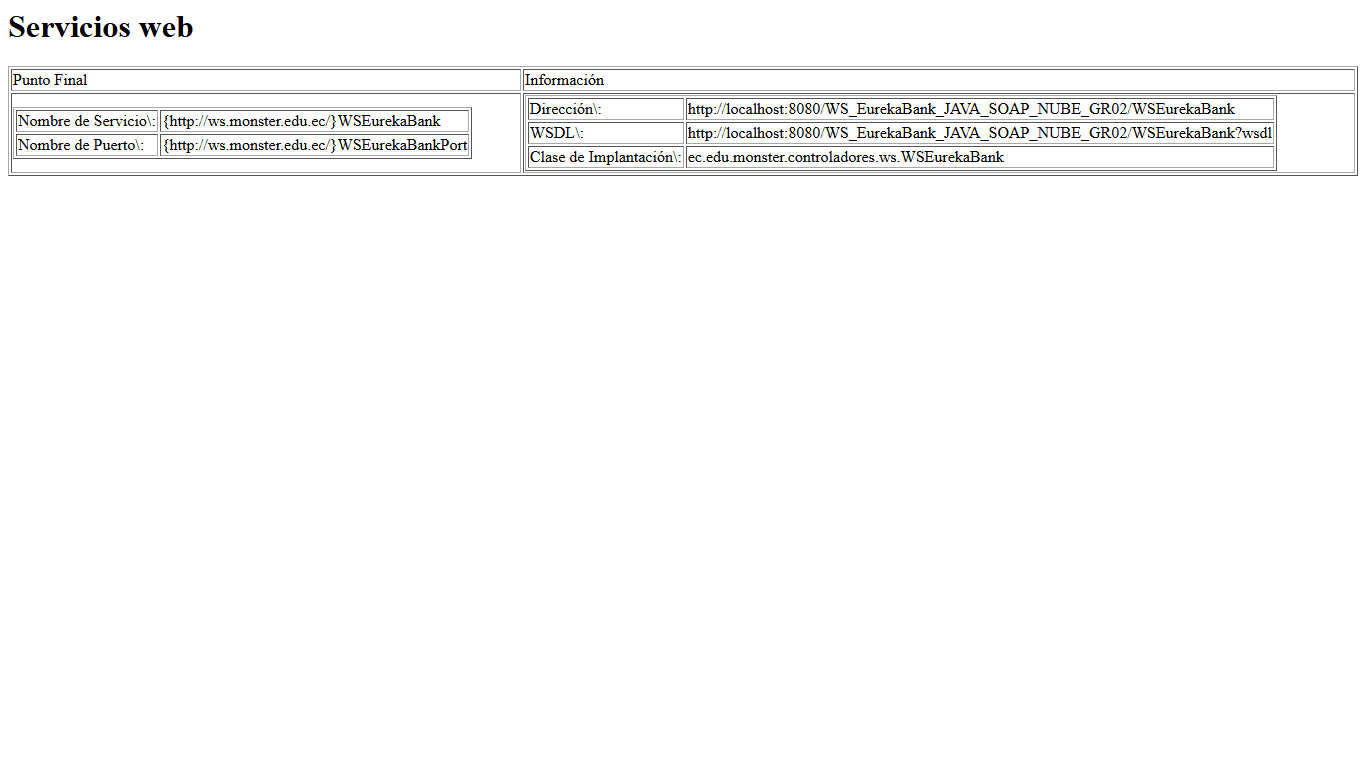 Servicios web
Punto Final
Información
Nombre de Servicio\:
{http://ws.monster.edu.ec/}WSEurekaBank
Nombre de Puerto\:
{http://ws.monster.edu.ec/}WSEurekaBankPort
Dirección\:
http://localhost:8080/WS_EurekaBank_JAVA_SOAP_NUBE_GR02/WSEurekaBank
WSDL\:
http://localhost:8080/WS_EurekaBank_JAVA_SOAP_NUBE_GR02/WSEurekaBank?wsdl
Clase de Implantación\:
ec.edu.monster.controladores.ws.WSEurekaBank